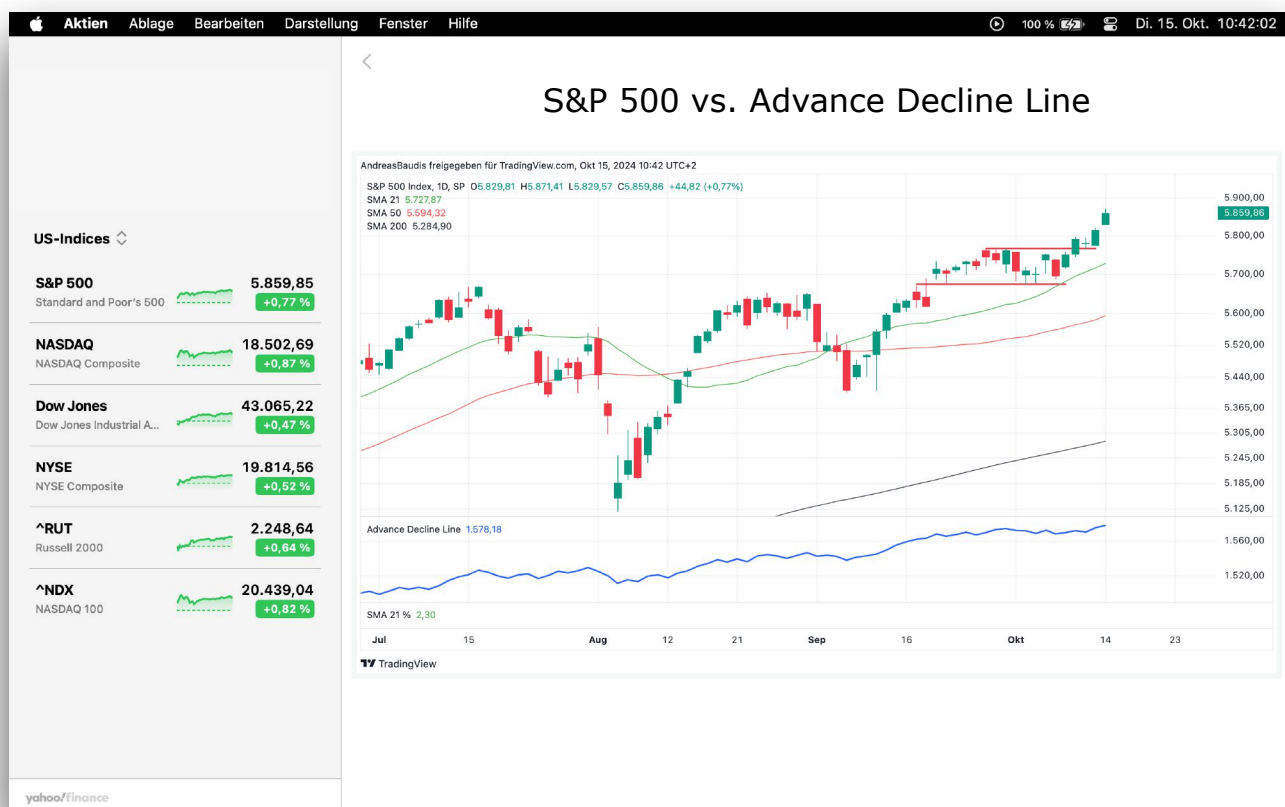 Aktien Ablage Bearbeiten Darstellung Fenster Hilfe 100 % Di. 15. Okt. 10:42:02
US-Indices
S&P 500 5.859,85
Standard and Poor's 500 +0,77 %
NASDAQ 18.502,69
NASDAQ Composite +0,87 %
Dow Jones 43.065,22
Dow Jones Industrial A... +0,47 %
NYSE 19.814,56
NYSE Composite +0,52 %
^RUT 2.248,64
Russell 2000 +0,64 %
^NDX 20.439,04
NASDAQ 100 +0,82 %
yahoo!finance
S&P 500 vs. Advance Decline Line
AndreasBaudis freigegeben für TradingView.com, Okt 15, 2024 10:42 UTC+2
S&P 500 Index, 1D, SP O5.829,81 H5.871,41 L5.829,57 C5.859,86 +44,82 (+0,77%)
SMA 21 5.727,87
SMA 50 5.594,32
SMA 200 5.284,90
5.900,00
5.859,86
5.800,00
5.700,00
5.600,00
5.520,00
5.440,00
5.365,00
5.305,00
5.245,00
5.185,00
5.125,00
Advance Decline Line 1.578,18
1.560,00
1.520,00
SMA 21 % 2,30
Jul 15 Aug 12 21 Sep 16 Okt 14 23
TradingView